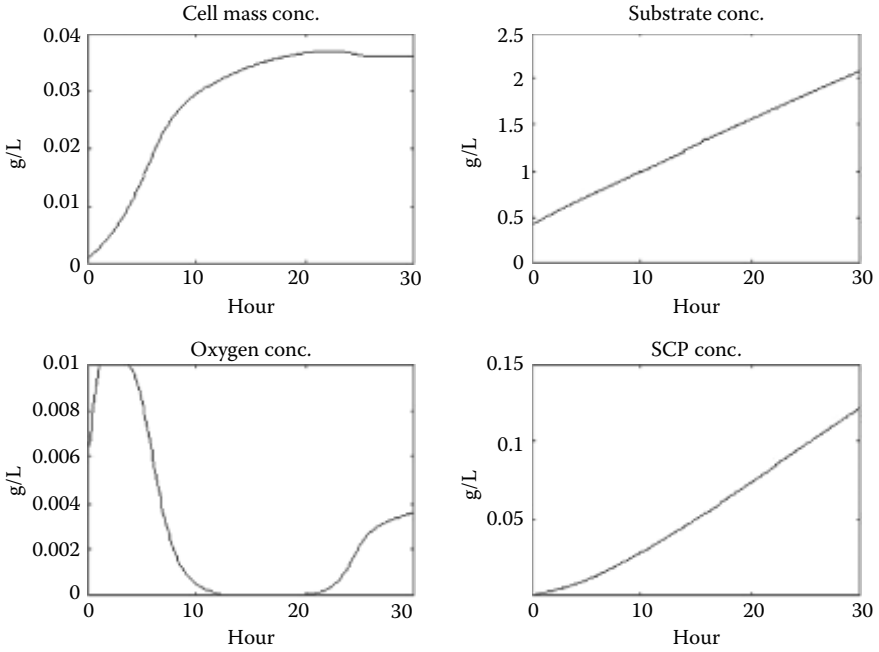 Cell mass conc.
0.04
0.03
0.02
0.01
0
g/L
0 10 20 30
Hour
Substrate conc.
2.5
2
1.5
1
0.5
0
g/L
0 10 20 30
Hour
Oxygen conc.
0.01
0.008
0.006
0.004
0.002
0
g/L
0 10 20 30
Hour
SCP conc.
0.15
0.1
0.05
g/L
0 10 20 30
Hour